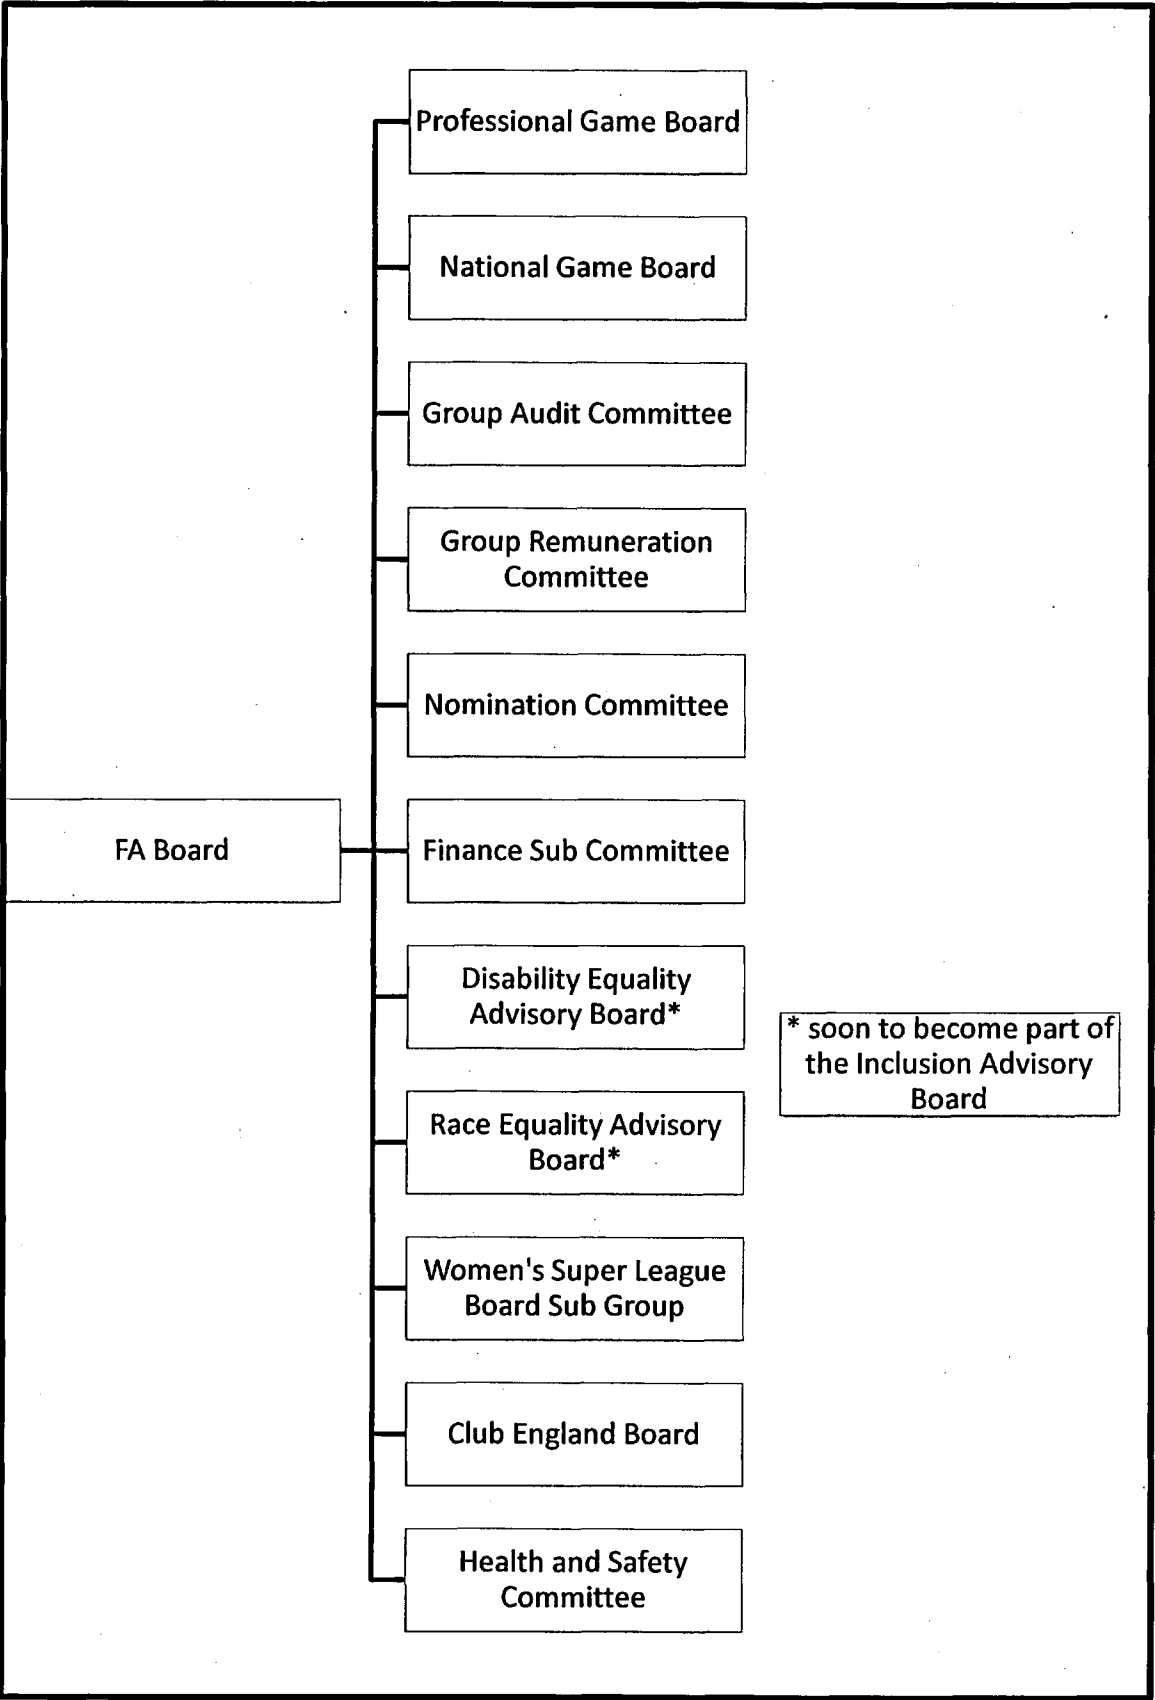 Professional Game Board
National Game Board
Group Audit Committee
Group Remuneration
Committee
Nomination Committee
FA Board
Finance Sub Committee
Disability Equality
Advisory Board*
* soon to become part of
the Inclusion Advisory
Board
Race Equality Advisory
Board*
Women's Super League
Board Sub Group
Club England Board
Health and Safety
Committee